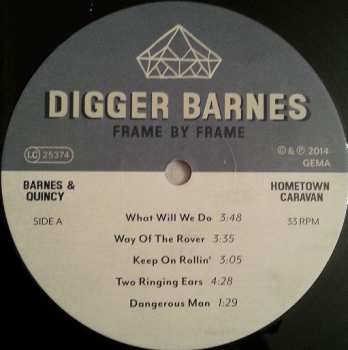 DIGGER BARNES
FRAME BY FRAME
LC 25374
© & ℗ 2014
GEMA
BARNES &
QUINCY
HOMETOWN
CARAVAN
SIDE A
33 RPM
What Will We Do 3:48
Way Of The Rover 3:35
Keep On Rollin' 3:05
Two Ringing Ears 4:28
Dangerous Man 1:29